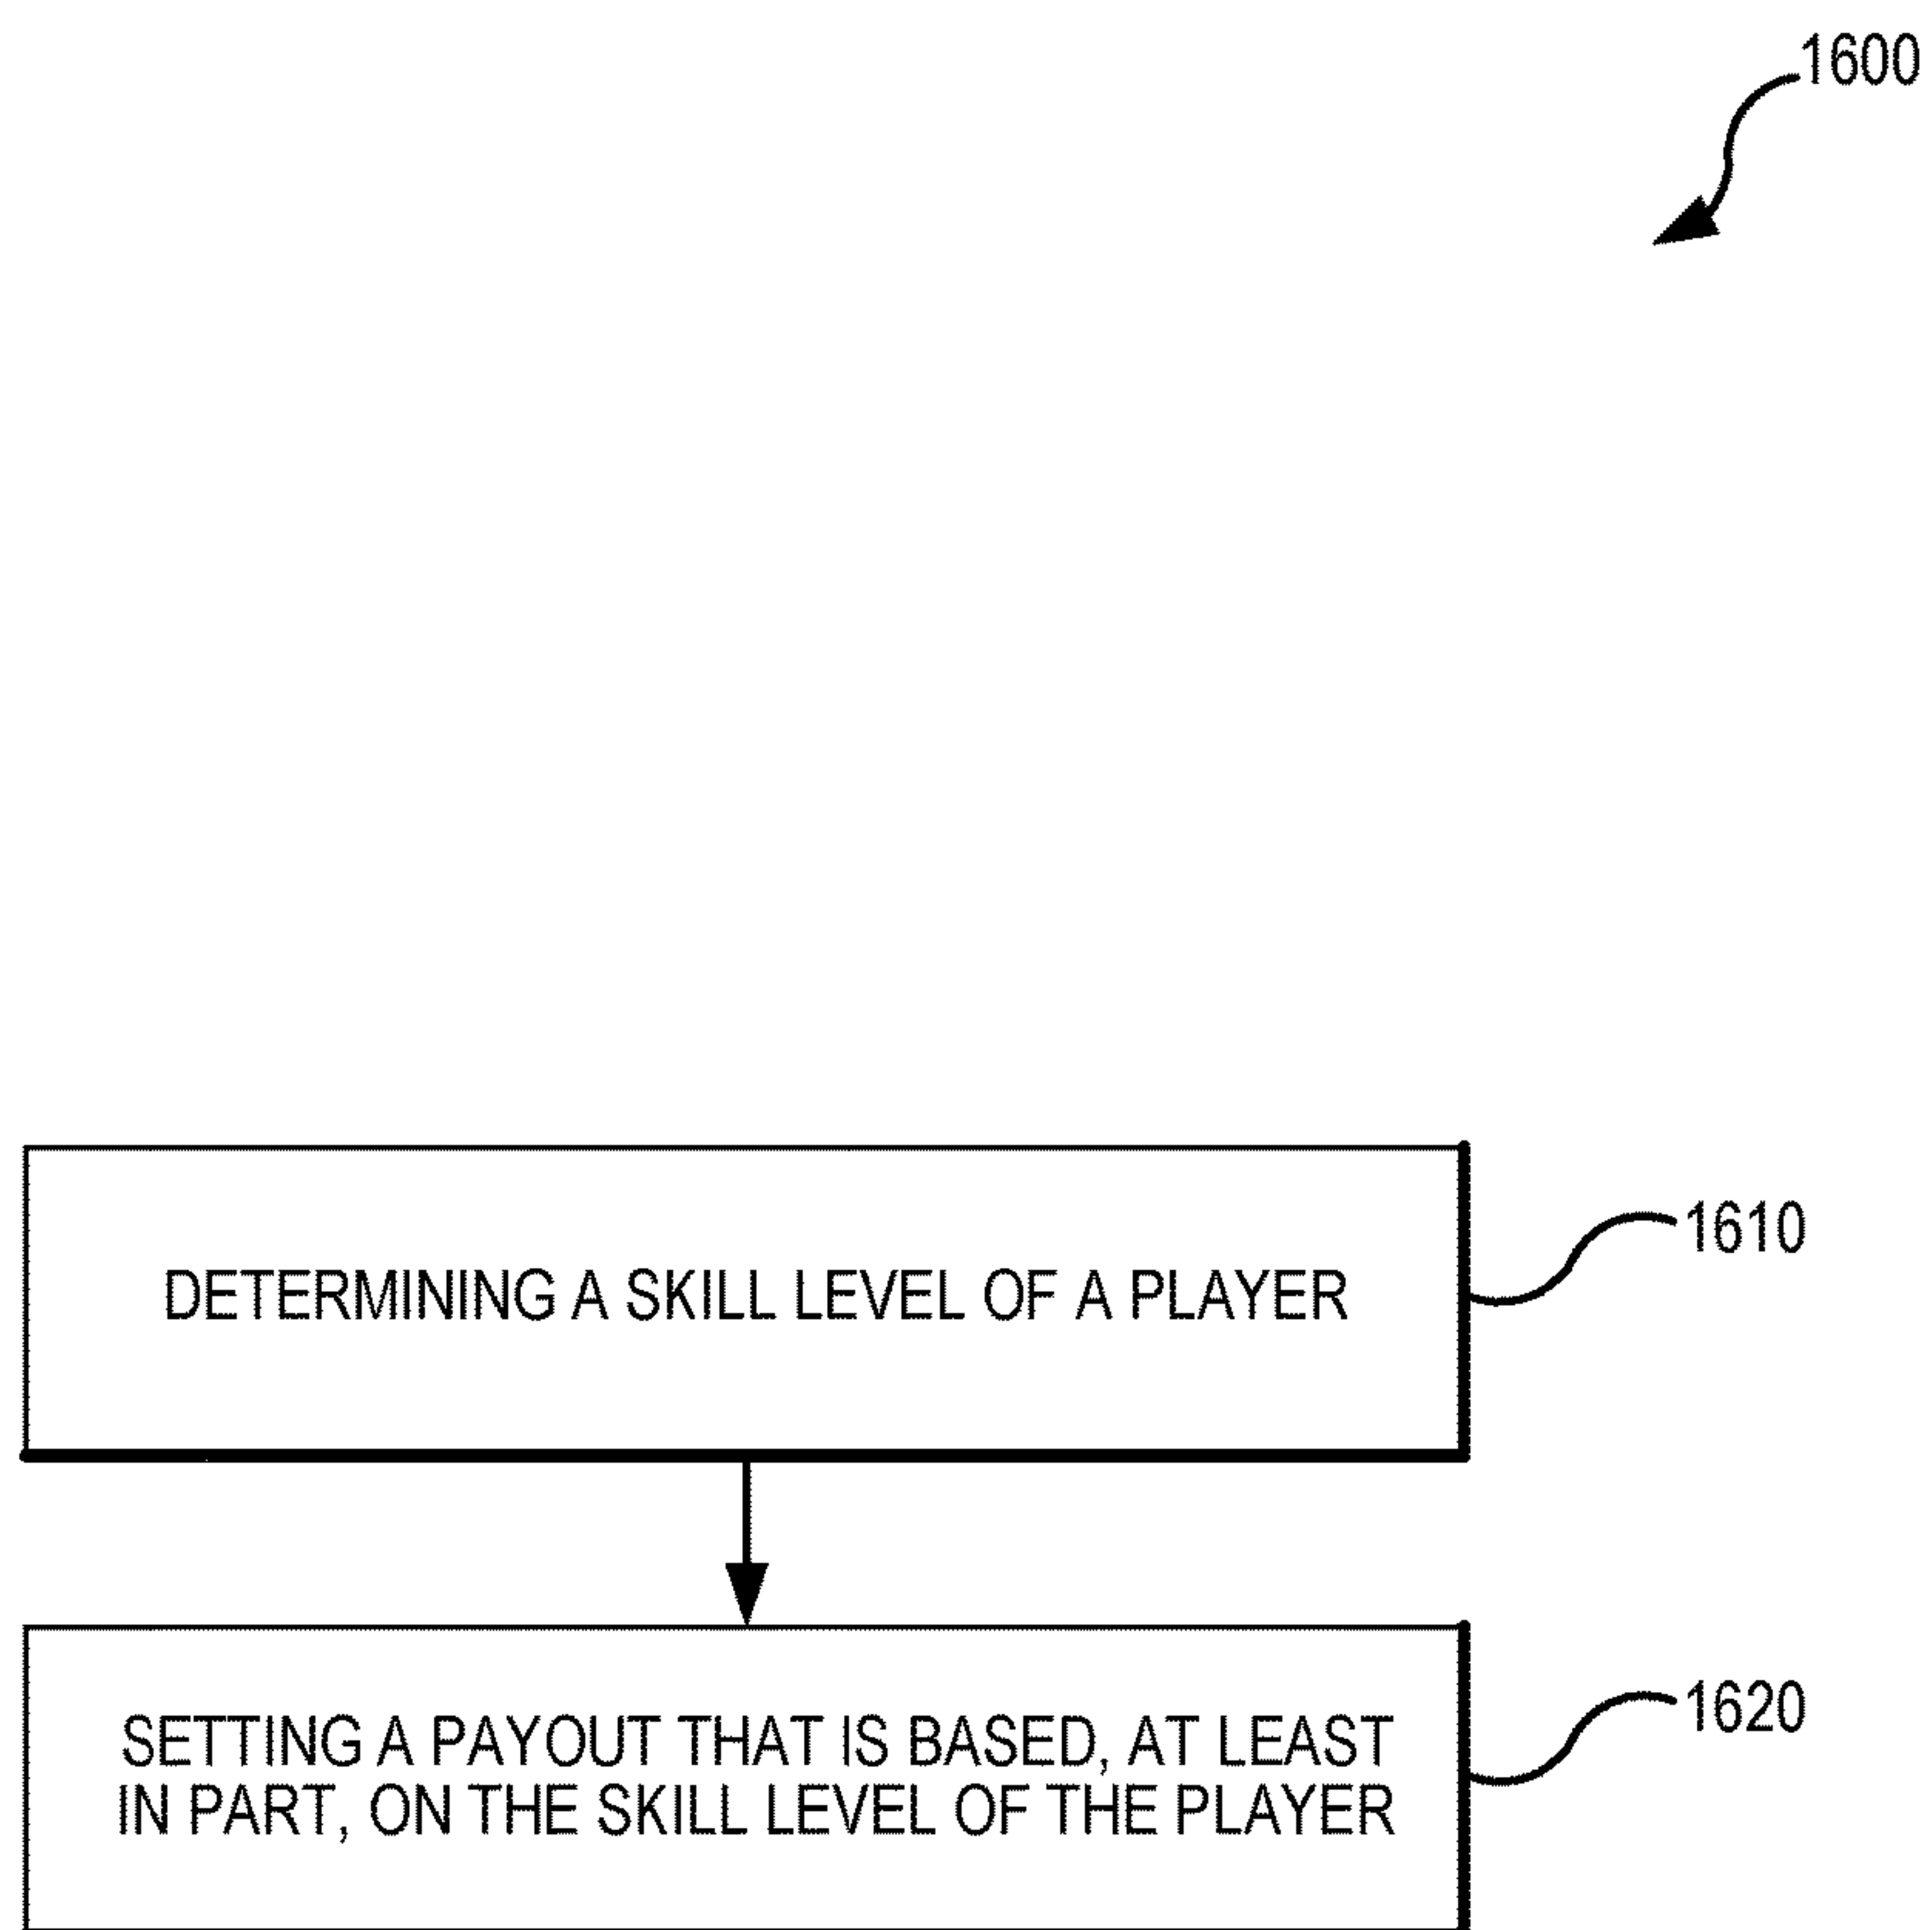 1600
DETERMINING A SKILL LEVEL OF A PLAYER
1610
SETTING A PAYOUT THAT IS BASED, AT LEAST
IN PART, ON THE SKILL LEVEL OF THE PLAYER
1620